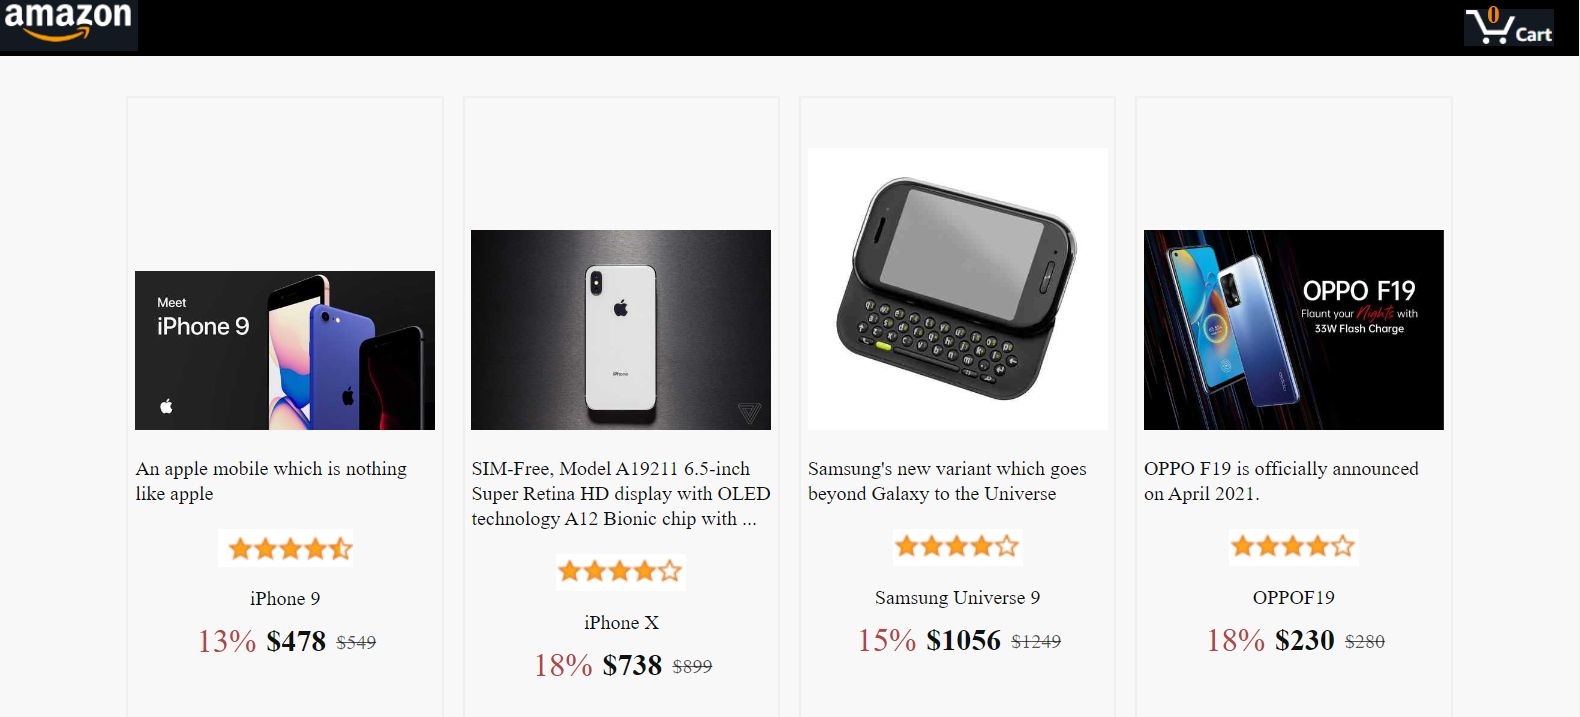 amazon
0
Cart
Meet
iPhone 9
An apple mobile which is nothing
like apple
iPhone 9
13% $478 $549
iPhone
SIM-Free, Model A19211 6.5-inch
Super Retina HD display with OLED
technology A12 Bionic chip with ...
iPhone X
18% $738 $899
Samsung's new variant which goes
beyond Galaxy to the Universe
Samsung Universe 9
15% $1056 $1249
OPPO F19
Flaunt your Nights with
33W Flash Charge
OPPO F19 is officially announced
on April 2021.
OPPOF19
18% $230 $280